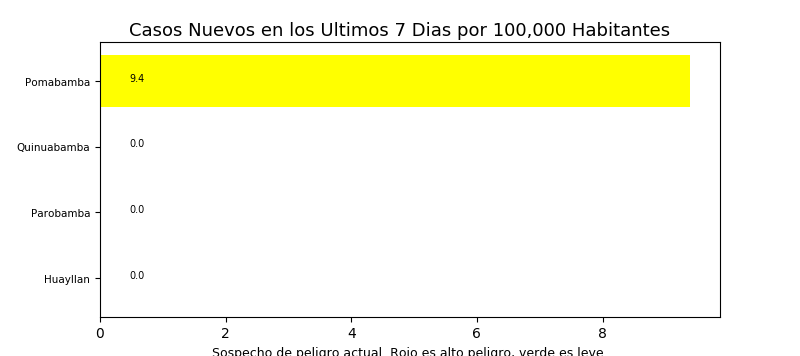 Casos Nuevos en los Ultimos 7 Dias por 100,000 Habitantes
Pomabamba 9.4
Quinuabamba 0.0
Parobamba 0.0
Huayllan 0.0
0 2 4 6 8
Sospecho de peligro actual. Rojo es alto peligro, verde es leve